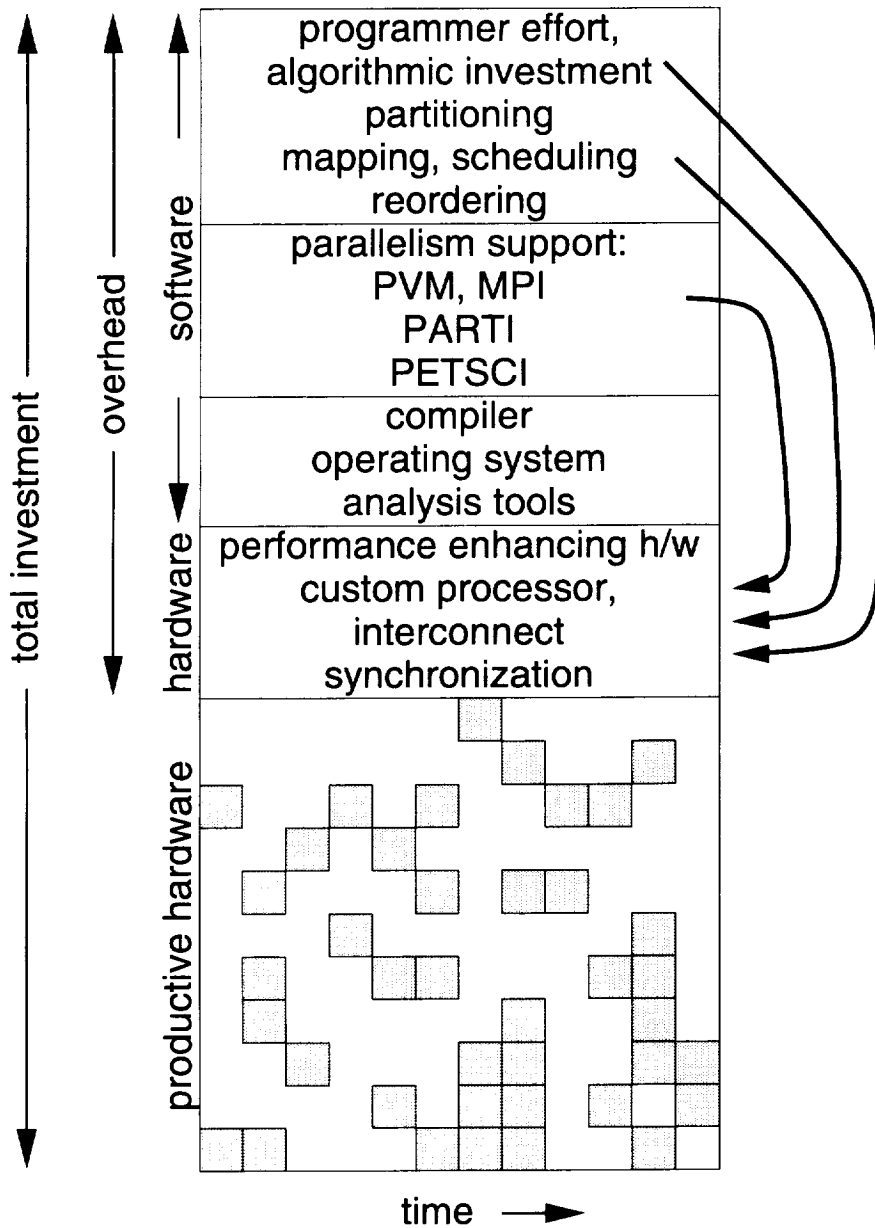 total investment
overhead
software
hardware
productive hardware
programmer effort,
algorithmic investment
partitioning
mapping, scheduling
reordering
parallelism support:
PVM, MPI
PARTI
PETSCI
compiler
operating system
analysis tools
performance enhancing h/w
custom processor,
interconnect
synchronization
time